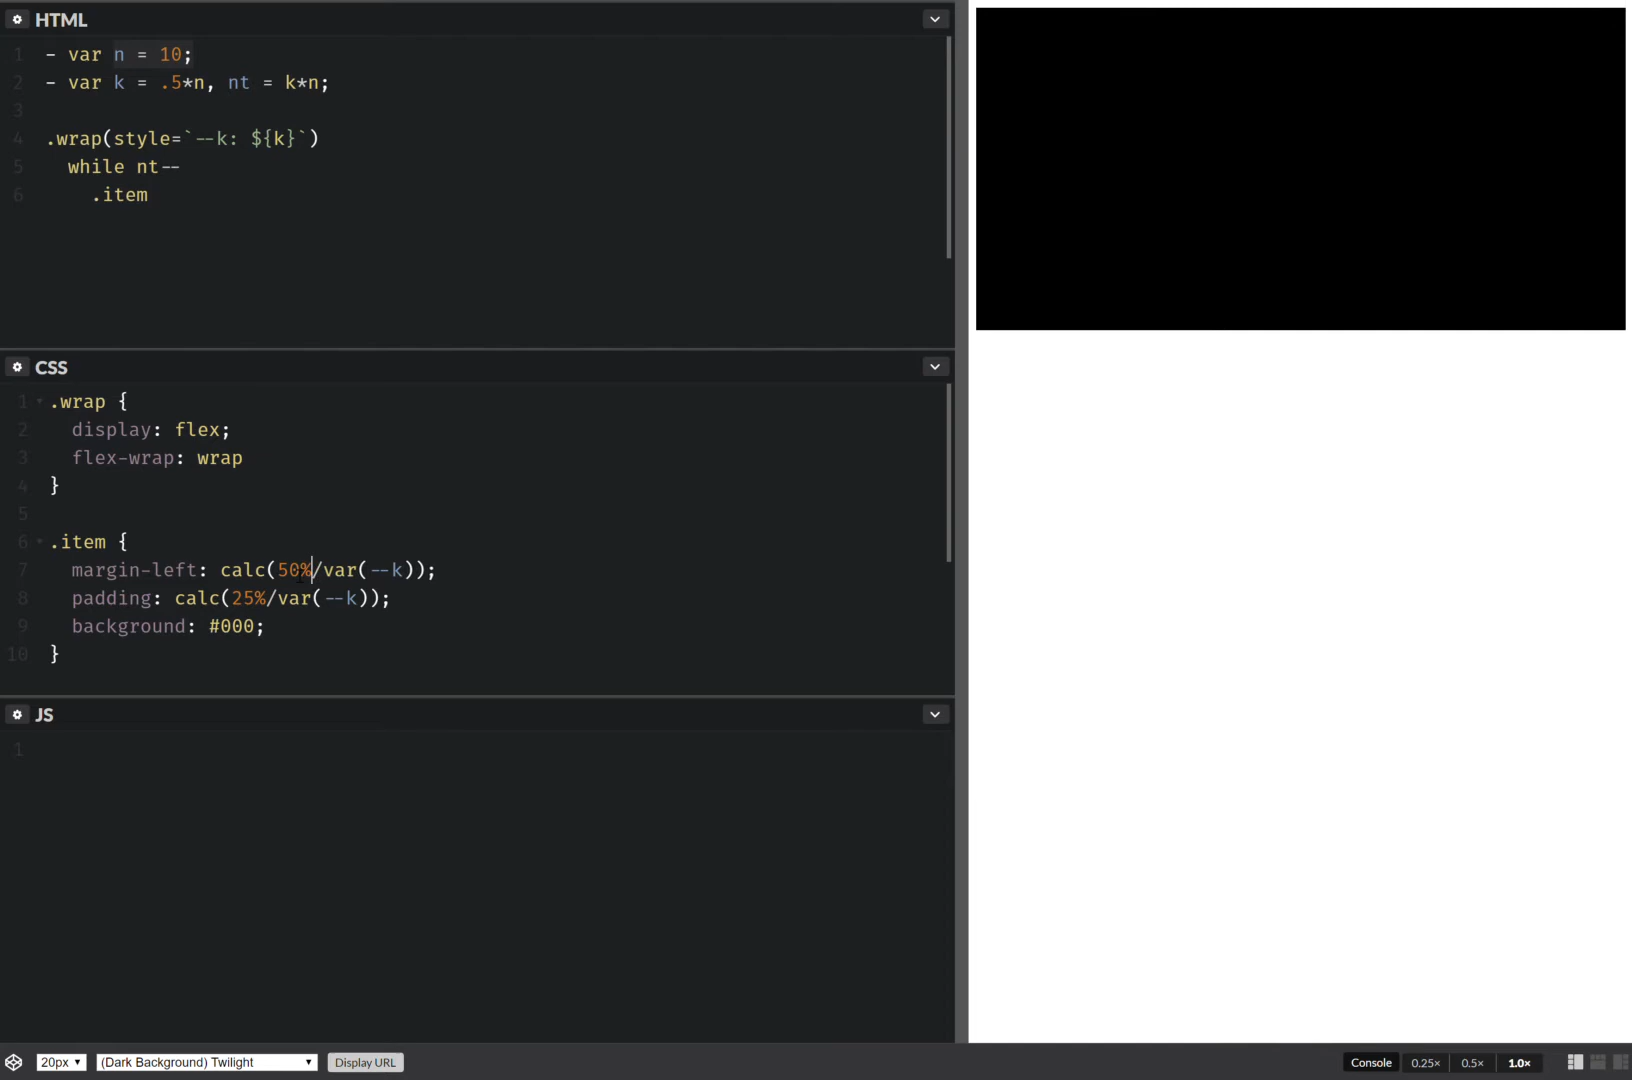 HTML
1 - var n = 10;
2 - var k = .5*n, nt = k*n;
3
4 .wrap(style=`--k: ${k}`)
5 while nt--
6 .item
CSS
1 .wrap {
2 display: flex;
3 flex-wrap: wrap
4 }
5
6 .item {
7 margin-left: calc(50%/var(--k));
8 padding: calc(25%/var(--k));
9 background: #000;
10 }
JS
1
20px (Dark Background) Twilight Display URL Console 0.25× 0.5× 1.0×